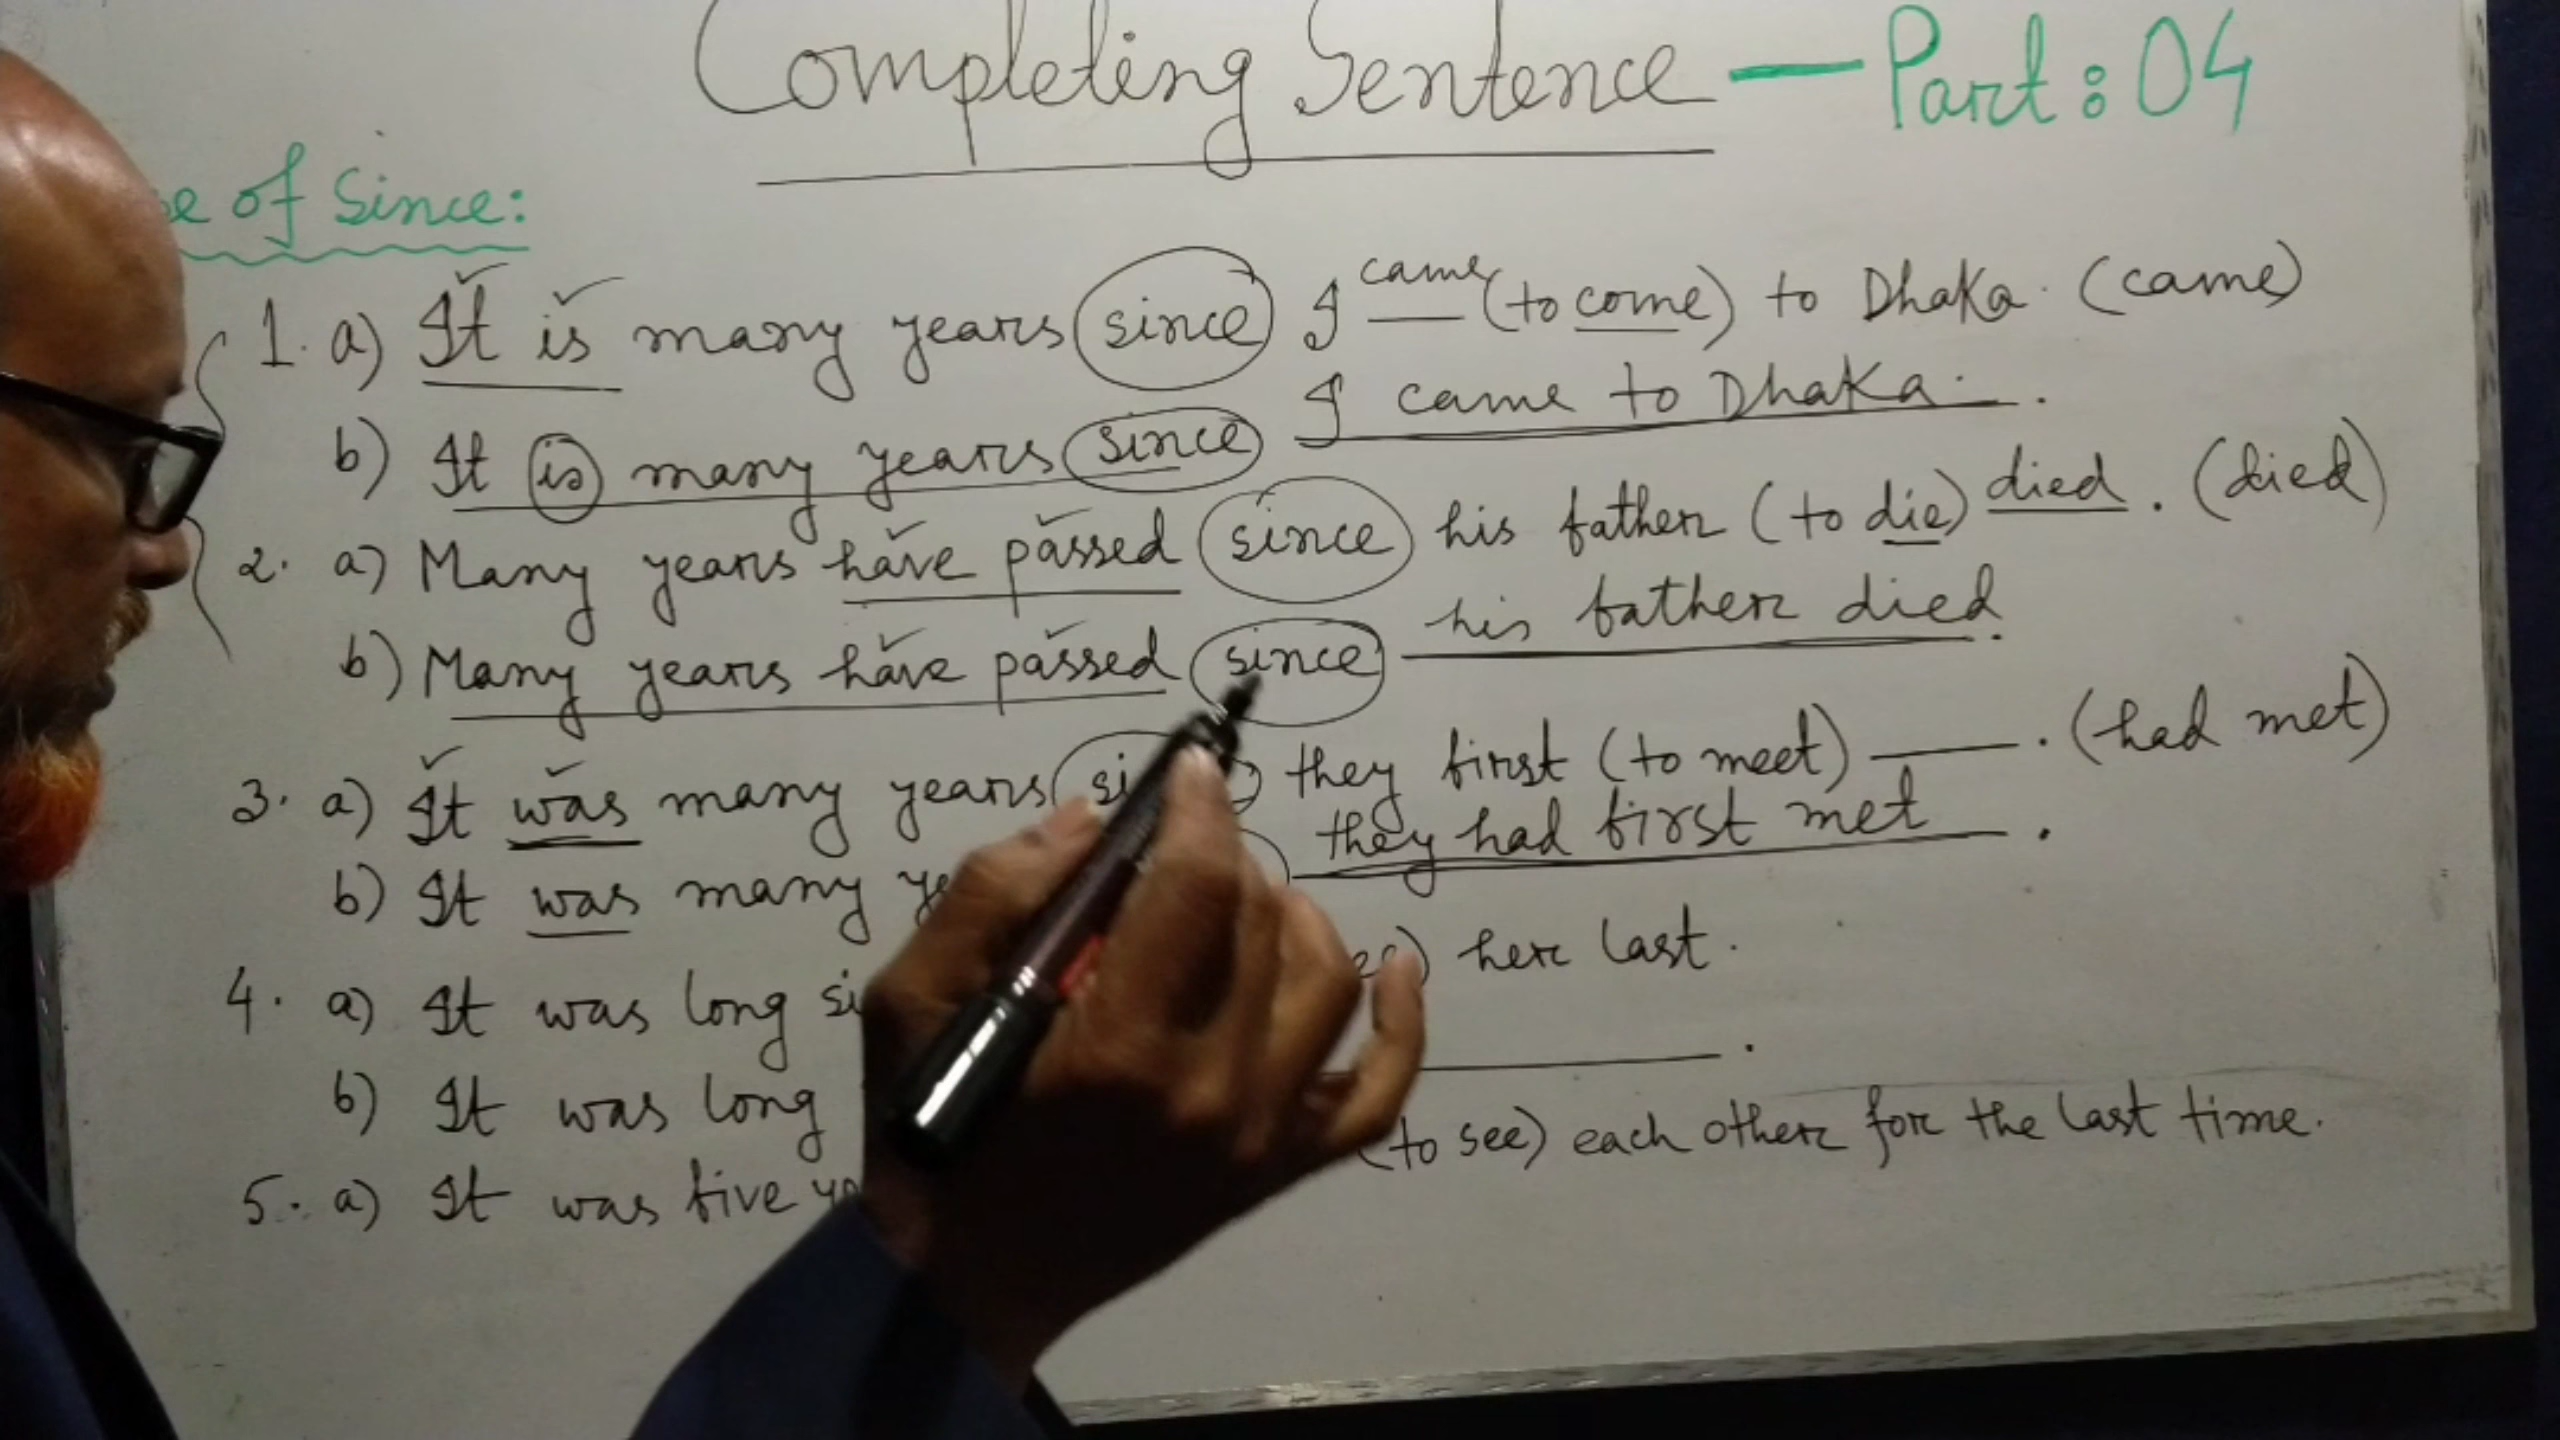 Completing Sentence — Part: 04
of Since:
1. a) It is many years since I came (to come) to Dhaka. (came)
b) It is many years since I came to Dhaka.
2. a) Many years have passed since his father (to die) died. (died)
b) Many years have passed since his father died.
3. a) It was many years they first (to meet) ____. (had met)
b) It was many they had first met.
4. a) It was long her last.
b) It was long ____.
5. a) It was five (to see) each other for the last time.